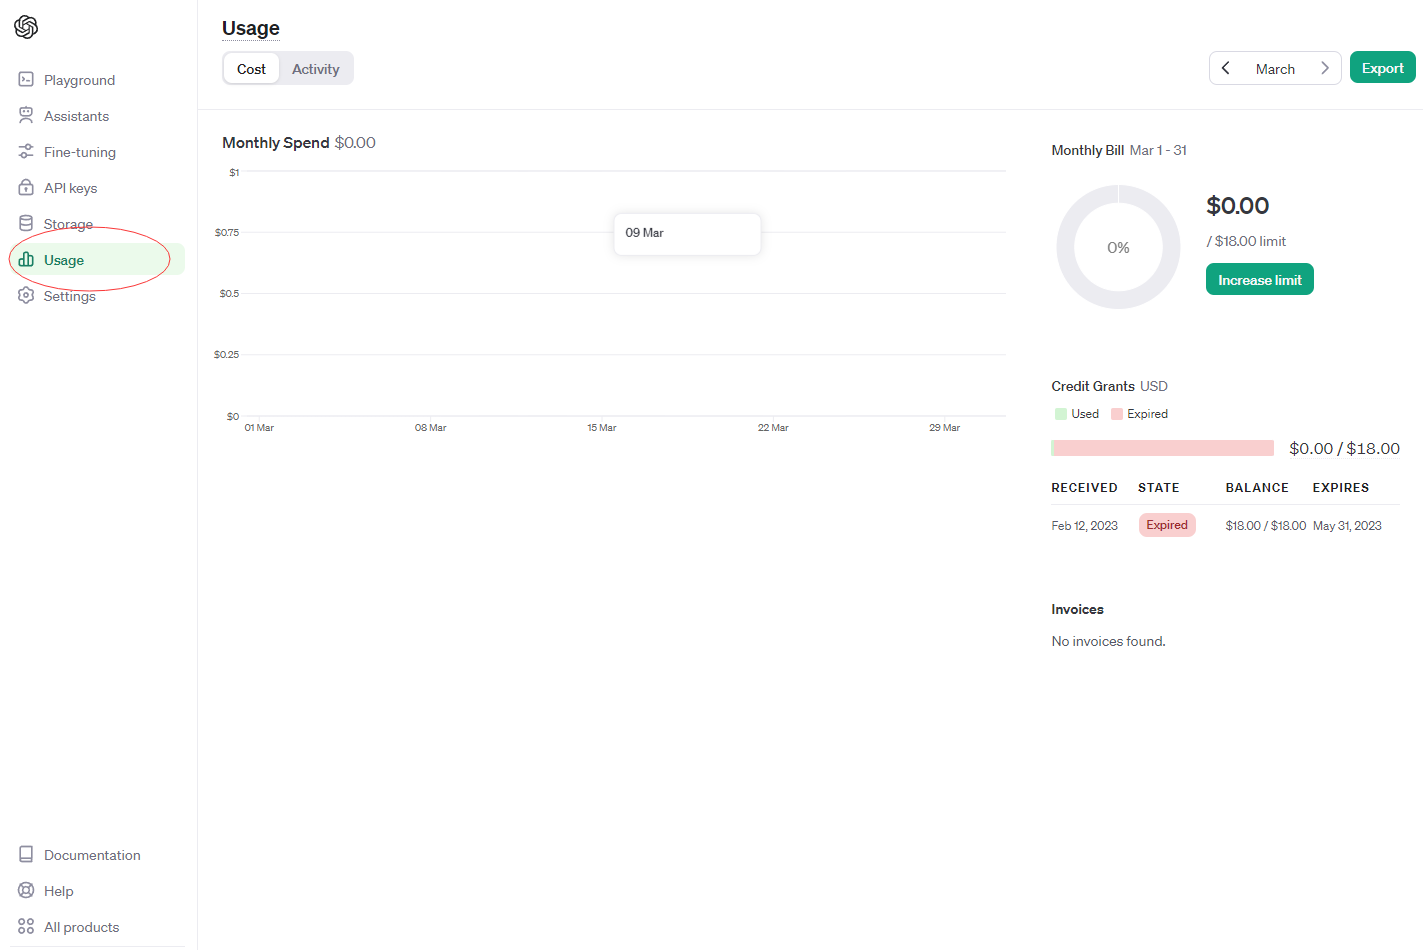 Playground
Assistants
Fine-tuning
API keys
Storage
Usage
Settings
Documentation
Help
All products
Usage
Cost Activity
March
Export
Monthly Spend $0.00
$1
$0.75
$0.5
$0.25
$0
09 Mar
01 Mar 08 Mar 15 Mar 22 Mar 29 Mar
Monthly Bill Mar 1 - 31
0%
$0.00
/ $18.00 limit
Increase limit
Credit Grants USD
Used Expired
$0.00 / $18.00
RECEIVED STATE BALANCE EXPIRES
Feb 12, 2023 Expired $18.00 / $18.00 May 31, 2023
Invoices
No invoices found.